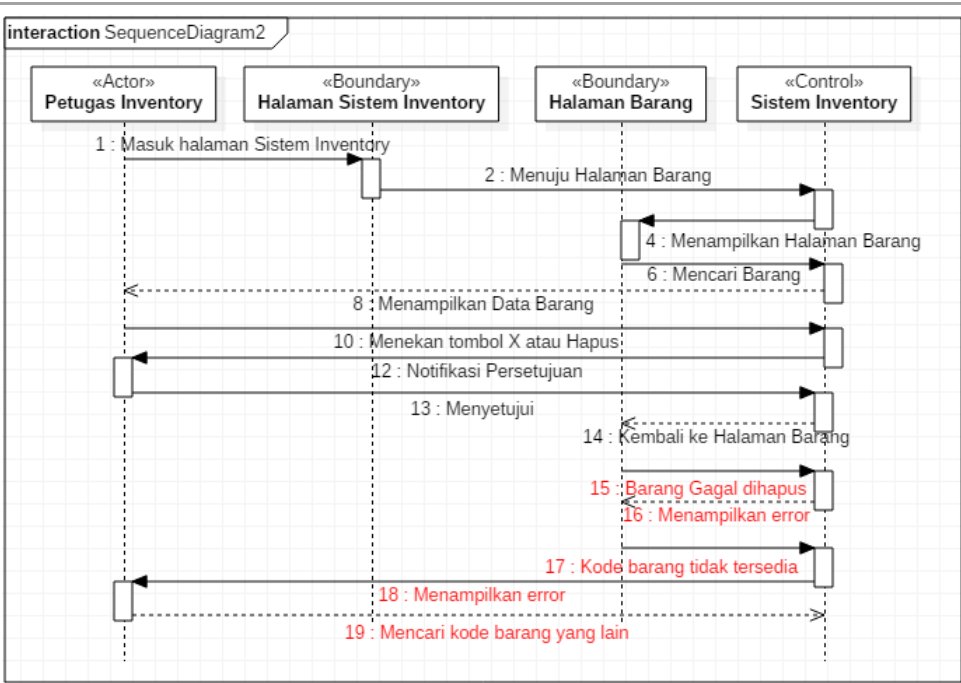 interaction SequenceDiagram2
«Actor»
Petugas Inventory
«Boundary»
Halaman Sistem Inventory
«Boundary»
Halaman Barang
«Control»
Sistem Inventory
1 : Masuk halaman Sistem Inventory
2 : Menuju Halaman Barang
4 : Menampilkan Halaman Barang
6 : Mencari Barang
8 : Menampilkan Data Barang
10 : Menekan tombol X atau Hapus
12 : Notifikasi Persetujuan
13 : Menyetujui
14 : Kembali ke Halaman Barang
15 : Barang Gagal dihapus
16 : Menampilkan error
17 : Kode barang tidak tersedia
18 : Menampilkan error
19 : Mencari kode barang yang lain